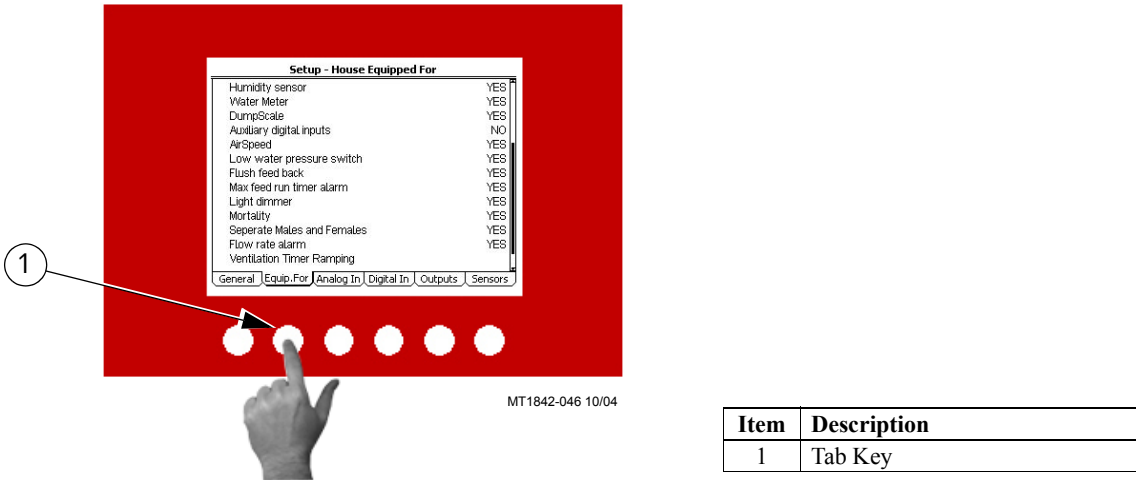 Setup - House Equipped For
Humidity sensor YES
Water Meter YES
DumpScale YES
Auxiliary digital inputs NO
AirSpeed YES
Low water pressure switch YES
Flush feed back YES
Max feed run timer alarm YES
Light dimmer YES
Mortality YES
Seperate Males and Females YES
Flow rate alarm YES
Ventilation Timer Ramping
General Equip.For Analog In Digital In Outputs Sensors
1
MT1842-046 10/04
Item Description
1 Tab Key